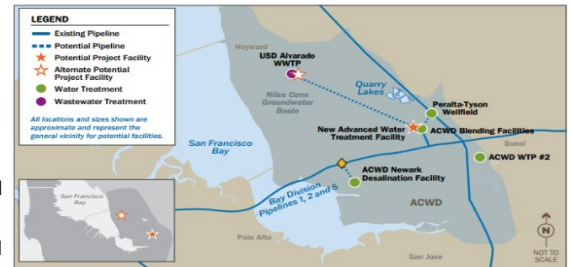 LEGEND
Existing Pipeline
Potential Pipeline
Potential Project Facility
Alternate Potential
Project Facility
Water Treatment
Wastewater Treatment
All locations and sizes shown are
approximate and represent the
general vicinity for potential facilities.
Hayward
USD Alvarado
WWTP
Niles Cone
Groundwater
Basin
Quarry
Lakes
Peralta-Tyson
Wellfield
New Advanced Water
Treatment Facility
ACWD Blending Facilities
Sunol
San Francisco
Bay
ACWD WTP #2
ACWD Newark
Desalination Facility
Bay Division
Pipelines 1, 2 and 5
ACWD
San Francisco
Bay
Palo Alto
San Jose
N
NOT TO
SCALE